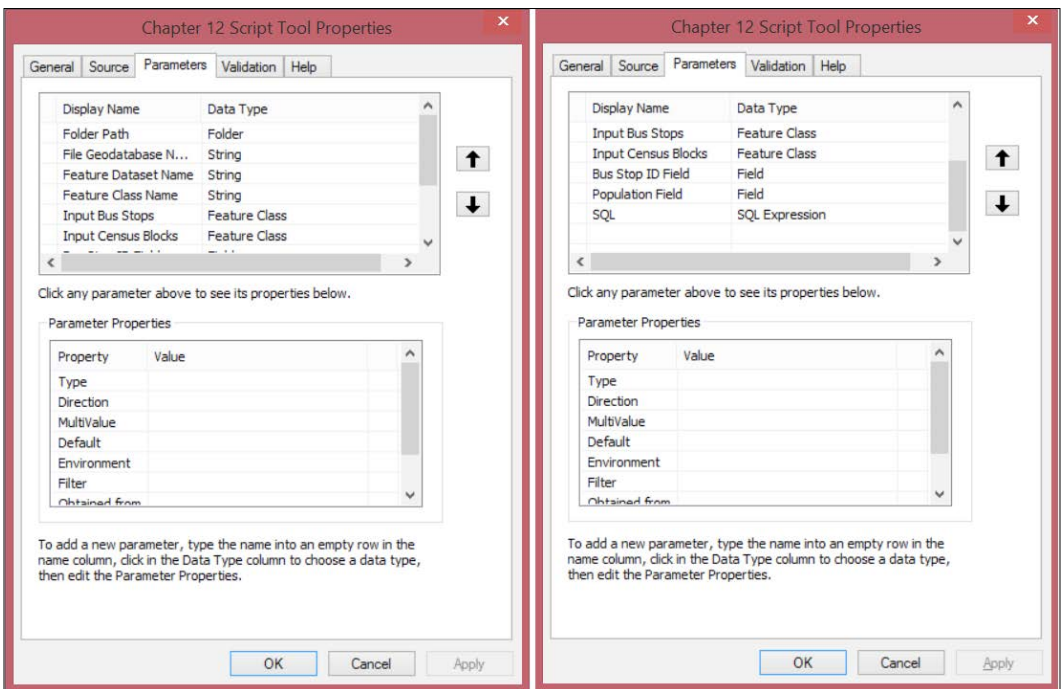 Chapter 12 Script Tool Properties
General Source Parameters Validation Help
Display Name Data Type
Folder Path Folder
File Geodatabase N... String
Feature Dataset Name String
Feature Class Name String
Input Bus Stops Feature Class
Input Census Blocks Feature Class
Click any parameter above to see its properties below.
Parameter Properties
Property Value
Type
Direction
MultiValue
Default
Environment
Filter
Obtained from
To add a new parameter, type the name into an empty row in the
name column, click in the Data Type column to choose a data type,
then edit the Parameter Properties.
OK Cancel Apply
Chapter 12 Script Tool Properties
General Source Parameters Validation Help
Display Name Data Type
Input Bus Stops Feature Class
Input Census Blocks Feature Class
Bus Stop ID Field Field
Population Field Field
SQL SQL Expression
Click any parameter above to see its properties below.
Parameter Properties
Property Value
Type
Direction
MultiValue
Default
Environment
Filter
Obtained from
To add a new parameter, type the name into an empty row in the
name column, click in the Data Type column to choose a data type,
then edit the Parameter Properties.
OK Cancel Apply